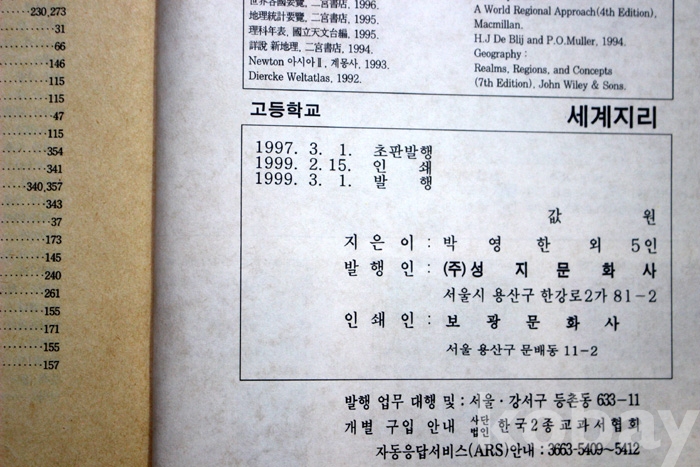 230,273
31
66
146
115
115
47
115
354
341
340,357
343
37
173
145
240
261
155
171
155
157
世界各國要覽, 二宮書店, 1996.
地理統計要覽, 二宮書店, 1995.
理科年表, 國立天文台編, 1995.
詳說 新地理, 二宮書店, 1994.
Newton 아시아Ⅱ, 계몽사, 1993.
Diercke Weltatlas, 1992.
A World Regional Approach(4th Edition),
Macmillan.
H.J De Blij and P.O.Muller, 1994.
Geography :
Realms, Regions, and Concepts
(7th Edition), John Wiley & Sons.
고등학교 세계지리
1997. 3. 1. 초판발행
1999. 2. 15. 인 쇄
1999. 3. 1. 발 행
값 원
지 은 이 : 박 영 한 외 5인
발 행 인 : (주)성 지 문 화 사
서울시 용산구 한강로2가 81-2
인 쇄 인 : 보 광 문 화 사
서울 용산구 문배동 11-2
발행 업무 대행 및 : 서울·강서구 등촌동 633-11
개별 구입 안내 사단법인 한국2종교과서협회
자동응답서비스(ARS)안내 : 3663-5409~5412